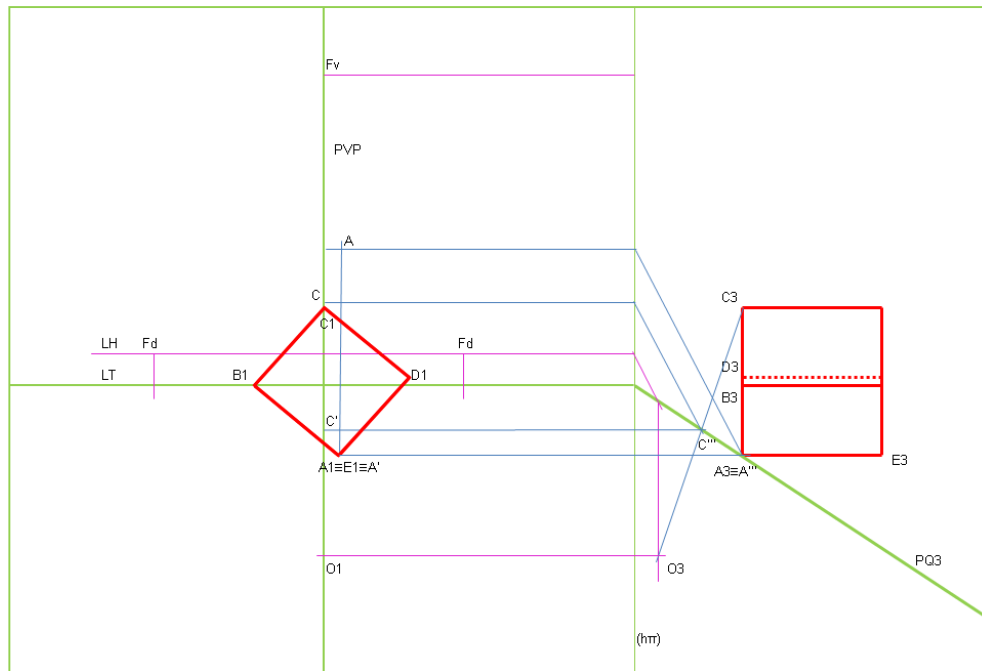 Fv
PVP
A
C
C3
C1
LH Fd Fd
D3
LT B1 D1
B3
C'
C'''
E3
A1≡E1≡A' A3≡A'''
PQ3
O1 O3
(hπ)